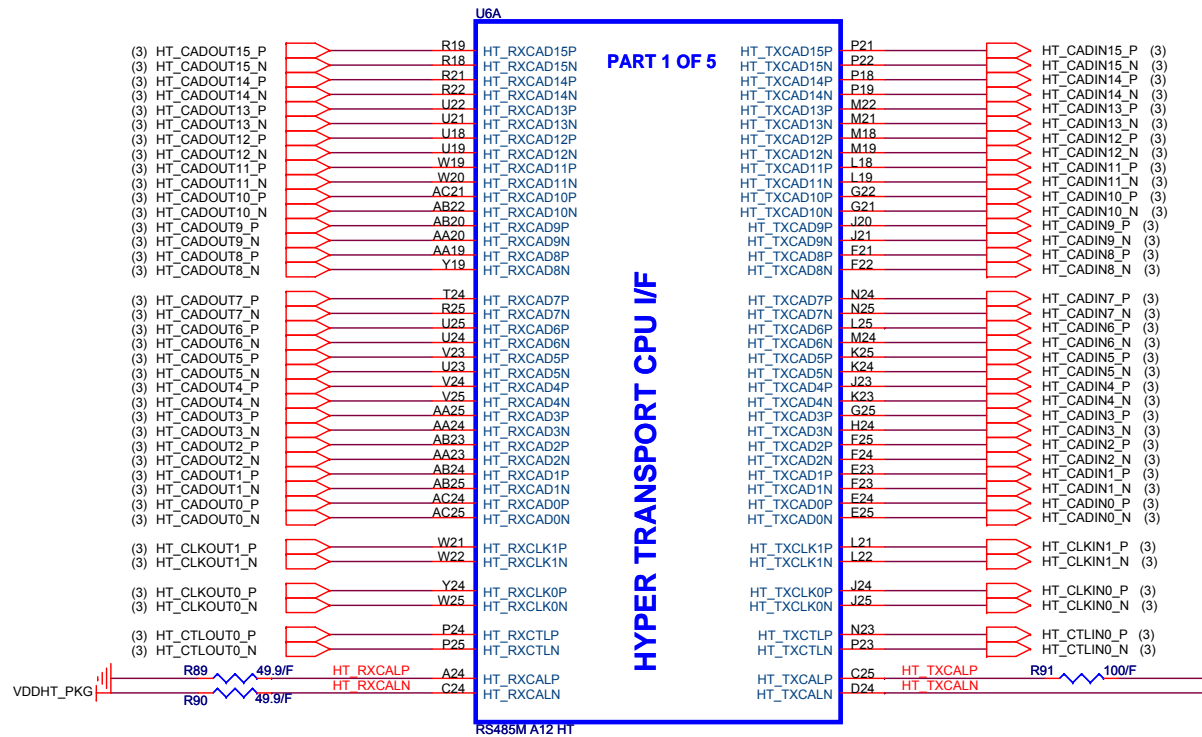 U6A
PART 1 OF 5
HYPER TRANSPORT CPU I/F
(3) HT_CADOUT15_P R19 HT_RXCAD15P HT_TXCAD15P P21 HT_CADIN15_P (3)
(3) HT_CADOUT15_N R18 HT_RXCAD15N HT_TXCAD15N P22 HT_CADIN15_N (3)
(3) HT_CADOUT14_P R21 HT_RXCAD14P HT_TXCAD14P P18 HT_CADIN14_P (3)
(3) HT_CADOUT14_N R22 HT_RXCAD14N HT_TXCAD14N P19 HT_CADIN14_N (3)
(3) HT_CADOUT13_P U22 HT_RXCAD13P HT_TXCAD13P M22 HT_CADIN13_P (3)
(3) HT_CADOUT13_N U21 HT_RXCAD13N HT_TXCAD13N M21 HT_CADIN13_N (3)
(3) HT_CADOUT12_P U18 HT_RXCAD12P HT_TXCAD12P M18 HT_CADIN12_P (3)
(3) HT_CADOUT12_N U19 HT_RXCAD12N HT_TXCAD12N M19 HT_CADIN12_N (3)
(3) HT_CADOUT11_P W19 HT_RXCAD11P HT_TXCAD11P L18 HT_CADIN11_P (3)
(3) HT_CADOUT11_N W20 HT_RXCAD11N HT_TXCAD11N L19 HT_CADIN11_N (3)
(3) HT_CADOUT10_P AC21 HT_RXCAD10P HT_TXCAD10P G22 HT_CADIN10_P (3)
(3) HT_CADOUT10_N AB22 HT_RXCAD10N HT_TXCAD10N G21 HT_CADIN10_N (3)
(3) HT_CADOUT9_P AB20 HT_RXCAD9P HT_TXCAD9P J20 HT_CADIN9_P (3)
(3) HT_CADOUT9_N AA20 HT_RXCAD9N HT_TXCAD9N J21 HT_CADIN9_N (3)
(3) HT_CADOUT8_P AA19 HT_RXCAD8P HT_TXCAD8P F21 HT_CADIN8_P (3)
(3) HT_CADOUT8_N Y19 HT_RXCAD8N HT_TXCAD8N F22 HT_CADIN8_N (3)
(3) HT_CADOUT7_P T24 HT_RXCAD7P HT_TXCAD7P N24 HT_CADIN7_P (3)
(3) HT_CADOUT7_N R25 HT_RXCAD7N HT_TXCAD7N N25 HT_CADIN7_N (3)
(3) HT_CADOUT6_P U25 HT_RXCAD6P HT_TXCAD6P L25 HT_CADIN6_P (3)
(3) HT_CADOUT6_N U24 HT_RXCAD6N HT_TXCAD6N M24 HT_CADIN6_N (3)
(3) HT_CADOUT5_P V23 HT_RXCAD5P HT_TXCAD5P K25 HT_CADIN5_P (3)
(3) HT_CADOUT5_N U23 HT_RXCAD5N HT_TXCAD5N K24 HT_CADIN5_N (3)
(3) HT_CADOUT4_P V24 HT_RXCAD4P HT_TXCAD4P J23 HT_CADIN4_P (3)
(3) HT_CADOUT4_N V25 HT_RXCAD4N HT_TXCAD4N K23 HT_CADIN4_N (3)
(3) HT_CADOUT3_P AA25 HT_RXCAD3P HT_TXCAD3P G25 HT_CADIN3_P (3)
(3) HT_CADOUT3_N AA24 HT_RXCAD3N HT_TXCAD3N H24 HT_CADIN3_N (3)
(3) HT_CADOUT2_P AB23 HT_RXCAD2P HT_TXCAD2P F25 HT_CADIN2_P (3)
(3) HT_CADOUT2_N AA23 HT_RXCAD2N HT_TXCAD2N F24 HT_CADIN2_N (3)
(3) HT_CADOUT1_P AB24 HT_RXCAD1P HT_TXCAD1P E23 HT_CADIN1_P (3)
(3) HT_CADOUT1_N AB25 HT_RXCAD1N HT_TXCAD1N F23 HT_CADIN1_N (3)
(3) HT_CADOUT0_P AC24 HT_RXCAD0P HT_TXCAD0P E24 HT_CADIN0_P (3)
(3) HT_CADOUT0_N AC25 HT_RXCAD0N HT_TXCAD0N E25 HT_CADIN0_N (3)
(3) HT_CLKOUT1_P W21 HT_RXCLK1P HT_TXCLK1P L21 HT_CLKIN1_P (3)
(3) HT_CLKOUT1_N W22 HT_RXCLK1N HT_TXCLK1N L22 HT_CLKIN1_N (3)
(3) HT_CLKOUT0_P Y24 HT_RXCLK0P HT_TXCLK0P J24 HT_CLKIN0_P (3)
(3) HT_CLKOUT0_N W25 HT_RXCLK0N HT_TXCLK0N J25 HT_CLKIN0_N (3)
(3) HT_CTLOUT0_P P24 HT_RXCTLP HT_TXCTLP N23 HT_CTLIN0_P (3)
(3) HT_CTLOUT0_N P25 HT_RXCTLN HT_TXCTLN P23 HT_CTLIN0_N (3)
R89 49.9/F HT_RXCALP A24 HT_RXCALP HT_TXCALP C25 HT_TXCALP R91 100/F
VDDHT_PKG R90 49.9/F HT_RXCALN C24 HT_RXCALN HT_TXCALN D24 HT_TXCALN
RS485M A12 HT